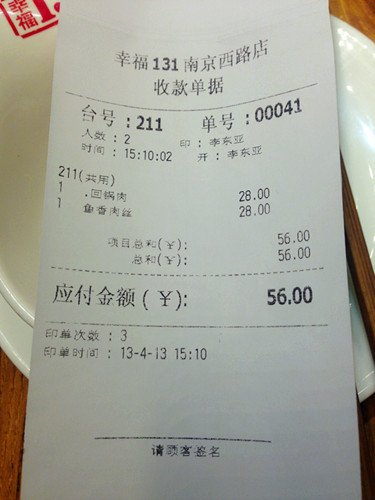 幸福
幸福 131 南京西路店
收款单据
台号 : 211 单号 : 00041
人数 : 2 印 : 李东亚
时间 : 15:10:02 开 : 李东亚
211(共用)
1 .回锅肉 28.00
1 鱼香肉丝 28.00
项目总和(¥): 56.00
总和(¥): 56.00
应付金额 ( ¥): 56.00
印单次数 : 3
印单时间 : 13-4-13 15:10
请顾客签名